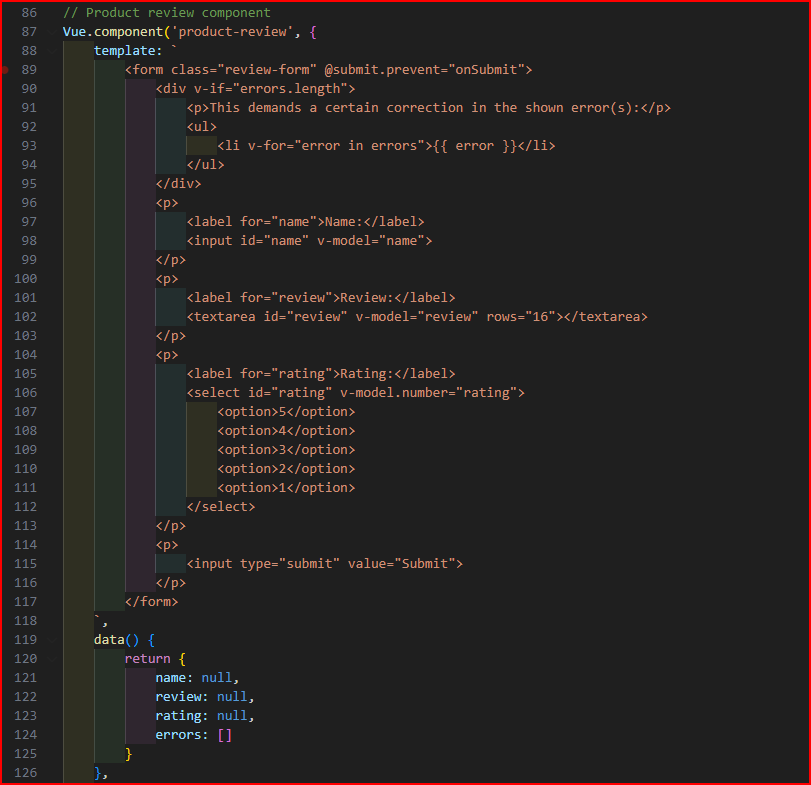 86 // Product review component
87 Vue.component('product-review', {
88 template: `
89 <form class="review-form" @submit.prevent="onSubmit">
90 <div v-if="errors.length">
91 <p>This demands a certain correction in the shown error(s):</p>
92 <ul>
93 <li v-for="error in errors">{{ error }}</li>
94 </ul>
95 </div>
96 <p>
97 <label for="name">Name:</label>
98 <input id="name" v-model="name">
99 </p>
100 <p>
101 <label for="review">Review:</label>
102 <textarea id="review" v-model="review" rows="16"></textarea>
103 </p>
104 <p>
105 <label for="rating">Rating:</label>
106 <select id="rating" v-model.number="rating">
107 <option>5</option>
108 <option>4</option>
109 <option>3</option>
110 <option>2</option>
111 <option>1</option>
112 </select>
113 </p>
114 <p>
115 <input type="submit" value="Submit">
116 </p>
117 </form>
118 `,
119 data() {
120 return {
121 name: null,
122 review: null,
123 rating: null,
124 errors: []
125 }
126 },